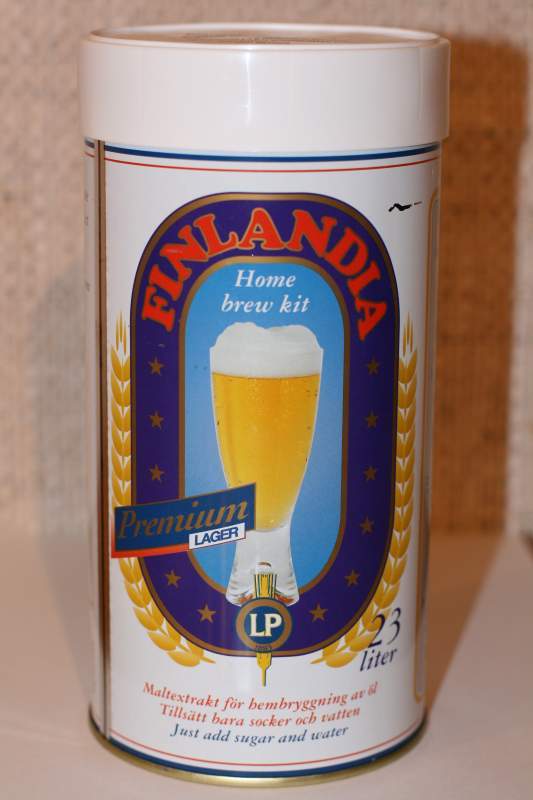 FINLANDIA
Home
brew kit
Premium
LAGER
LP
23
liter
Maltextrakt för hembryggning av öl
Tillsätt bara socker och vatten
Just add sugar and water